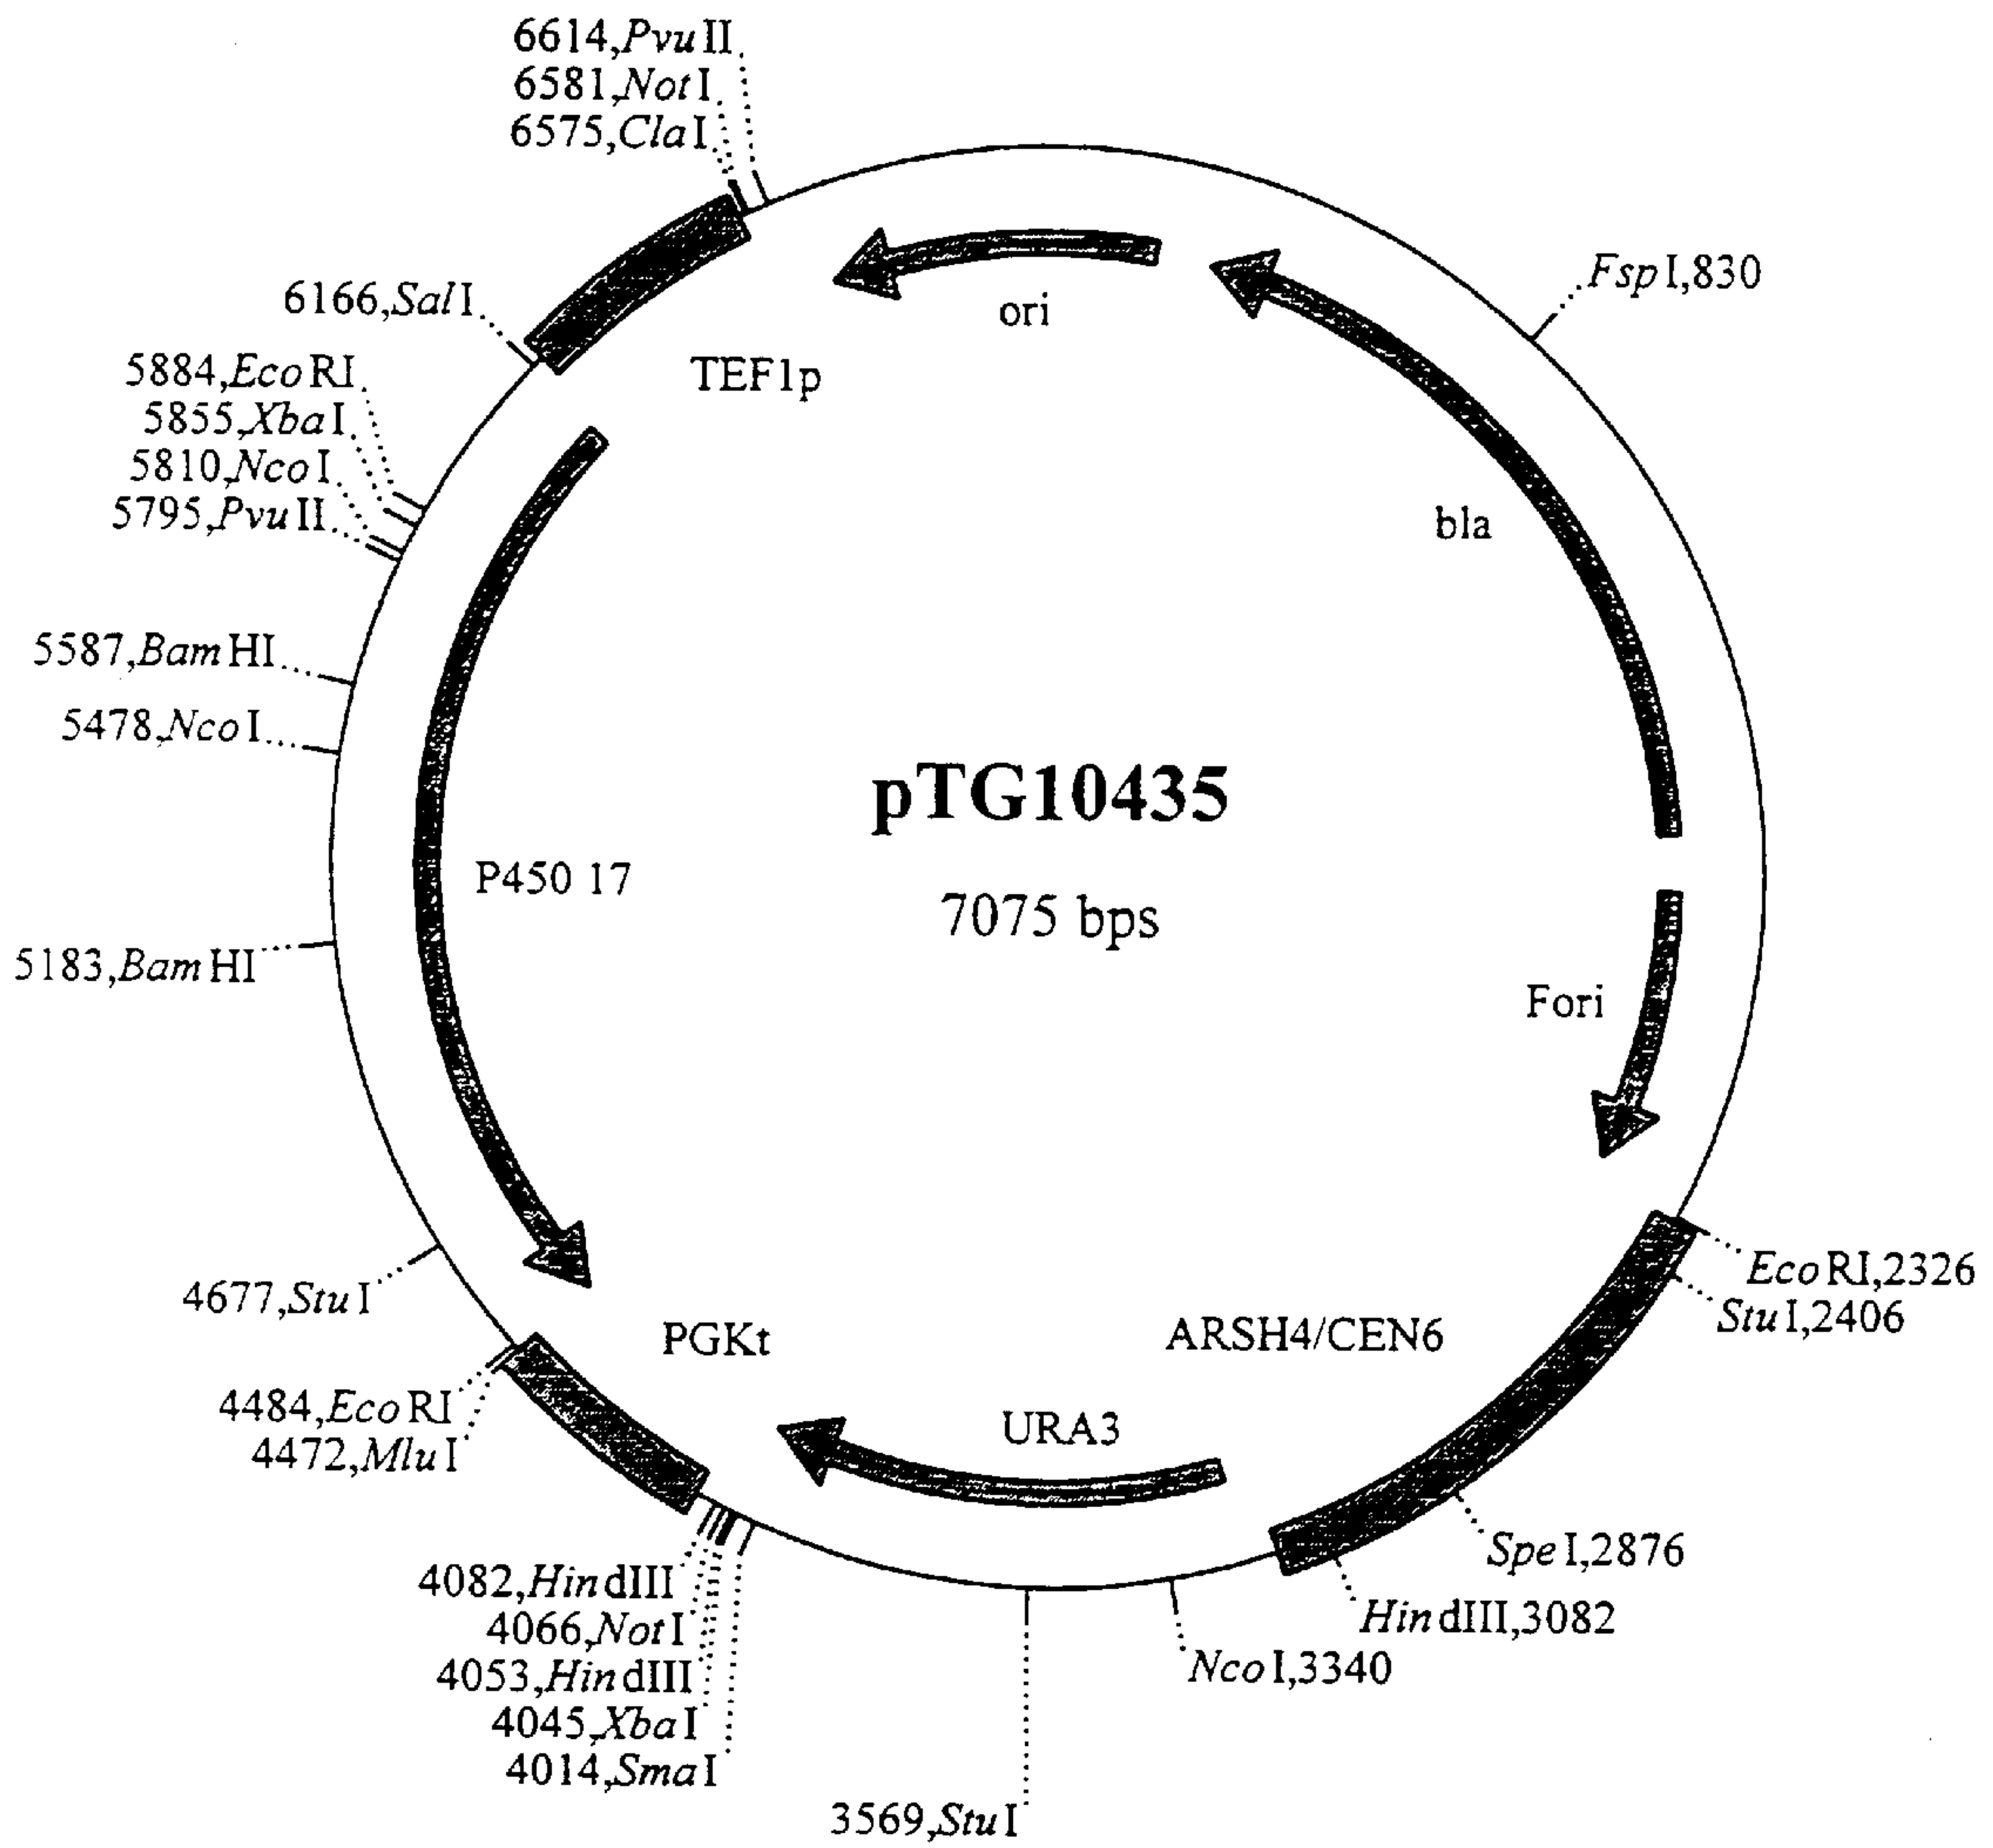 6614,PvuII
6581,NotI
6575,ClaI
FspI,830
6166,SalI
ori
5884,EcoRI
TEF1p
5855,XbaI
5810,NcoI
5795,PvuII
bla
5587,BamHI
5478,NcoI
pTG10435
P450 17
7075 bps
5183,BamHI
Fori
EcoRI,2326
4677,StuI
StuI,2406
PGKt
ARSH4/CEN6
4484,EcoRI
URA3
4472,MluI
SpeI,2876
4082,HindIII
HindIII,3082
4066,NotI
NcoI,3340
4053,HindIII
4045,XbaI
4014,SmaI
3569,StuI